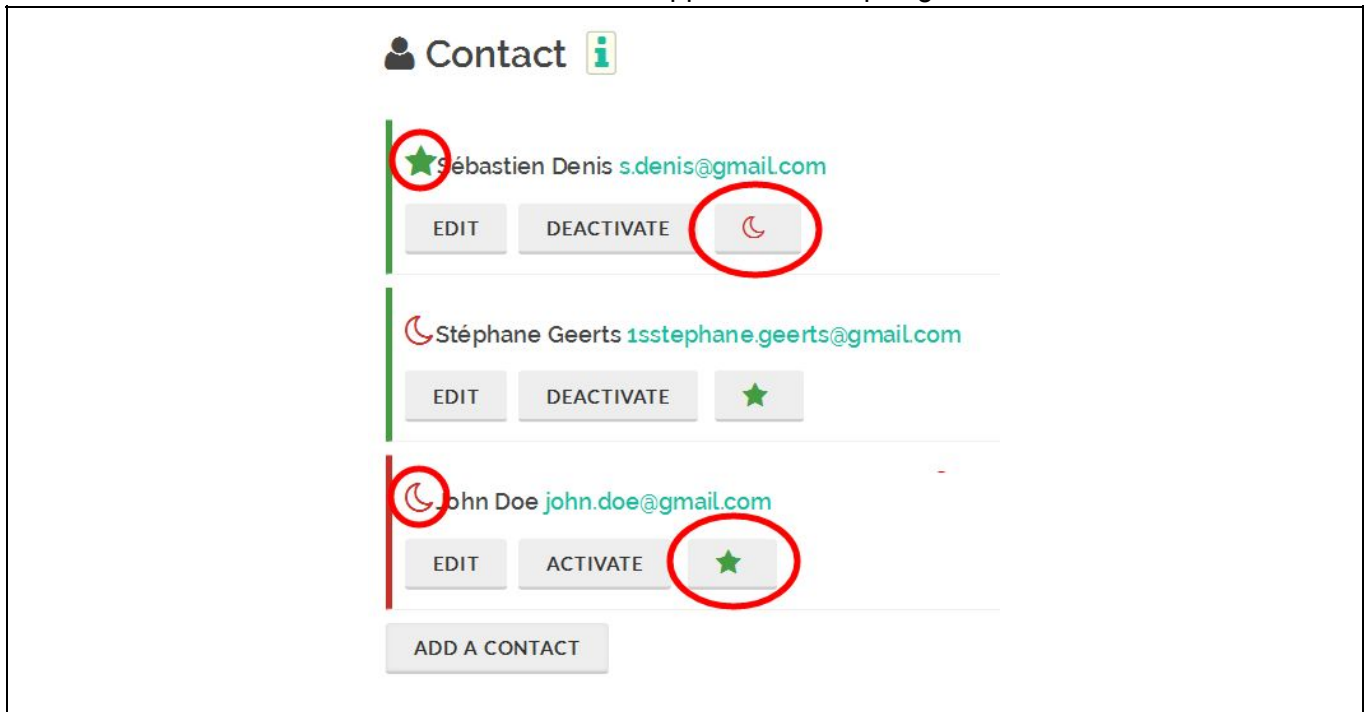 Contact i
Sébastien Denis s.denis@gmail.com
EDIT DEACTIVATE
Stéphane Geerts 1sstephane.geerts@gmail.com
EDIT DEACTIVATE
John Doe john.doe@gmail.com
EDIT ACTIVATE
ADD A CONTACT